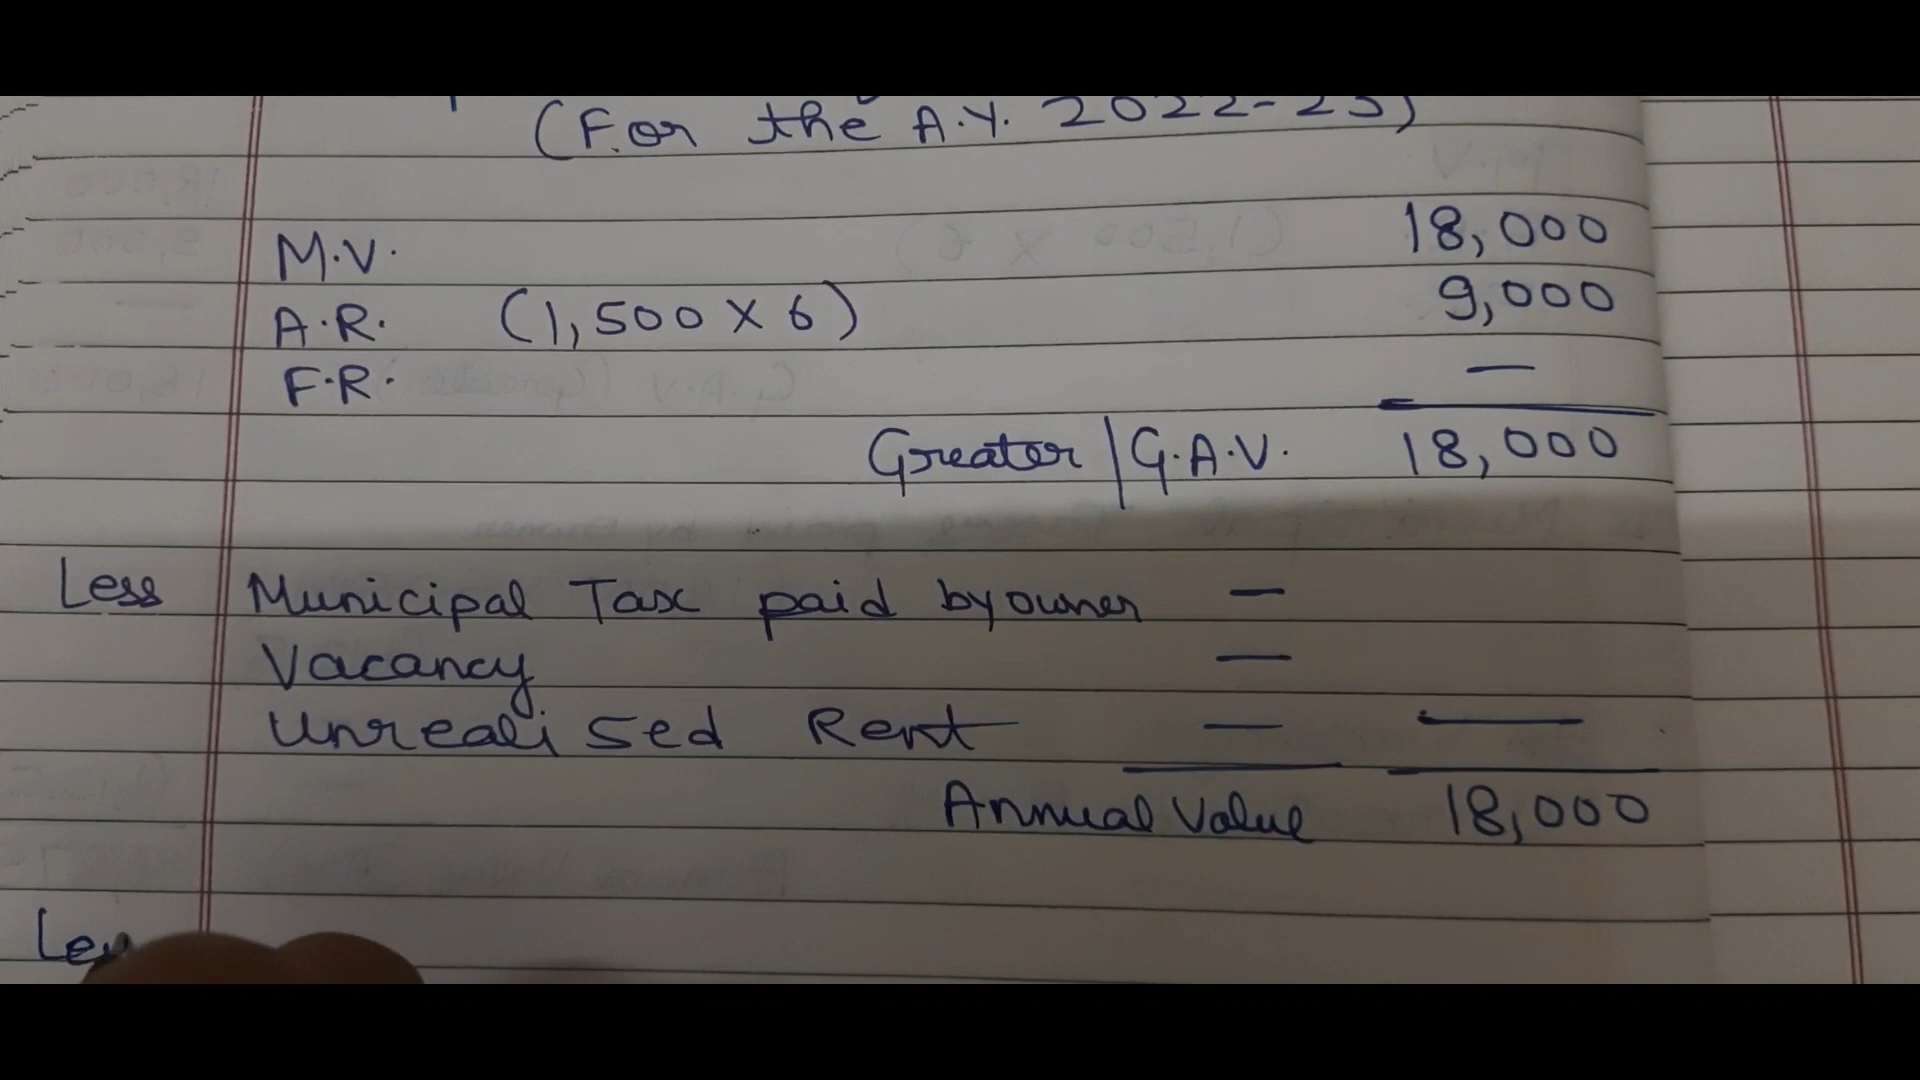 (For the A.Y. 2022-23)
M.V. 18,000
A.R. (1,500 X 6) 9,000
F.R. —
Greater | G.A.V. 18,000
Less Municipal Tax paid by owner —
Vacancy —
Unrealised Rent — —
Annual Value 18,000